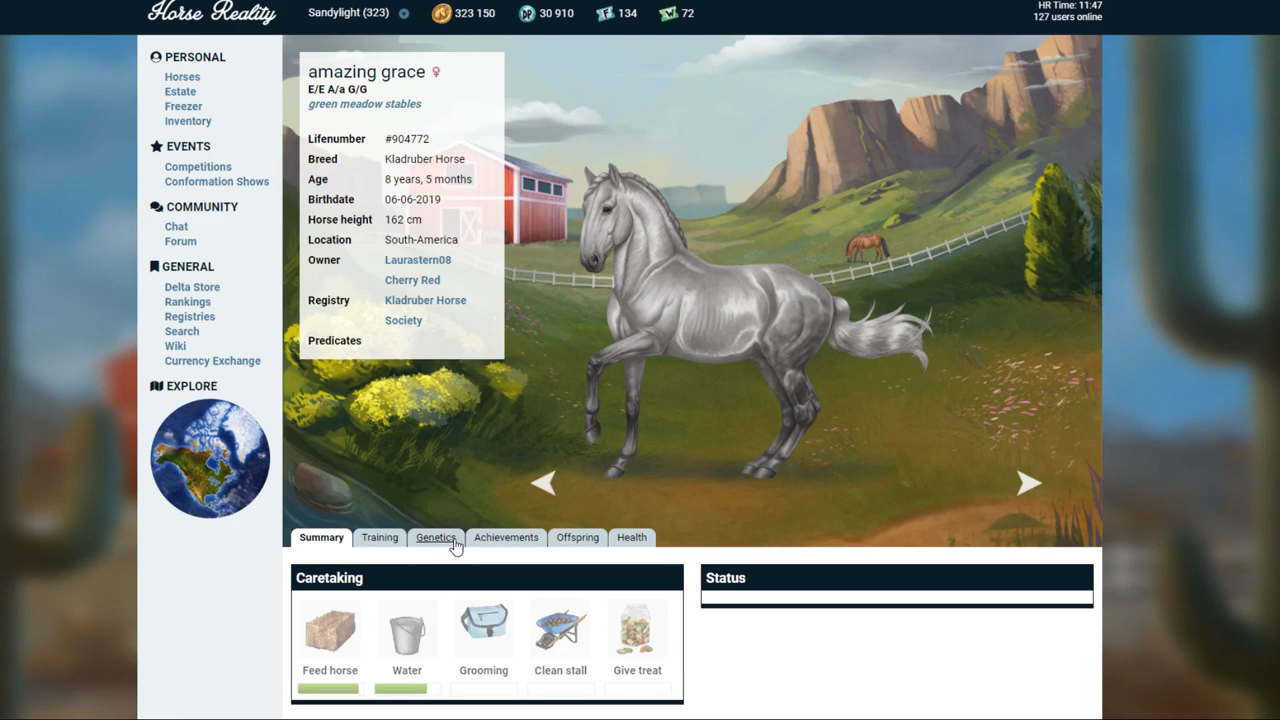 Horse Reality
Sandylight (323) 323 150 DP 30 910 134 72
HR Time: 11:47
127 users online
PERSONAL
Horses
Estate
Freezer
Inventory
EVENTS
Competitions
Conformation Shows
COMMUNITY
Chat
Forum
GENERAL
Delta Store
Rankings
Registries
Search
Wiki
Currency Exchange
EXPLORE
amazing grace ♀
E/E A/a G/G
green meadow stables
Lifenumber #904772
Breed Kladruber Horse
Age 8 years, 5 months
Birthdate 06-06-2019
Horse height 162 cm
Location South-America
Owner Laurastern08
Cherry Red
Registry Kladruber Horse
Society
Predicates
Summary Training Genetics Achievements Offspring Health
Caretaking
Feed horse Water Grooming Clean stall Give treat
Status